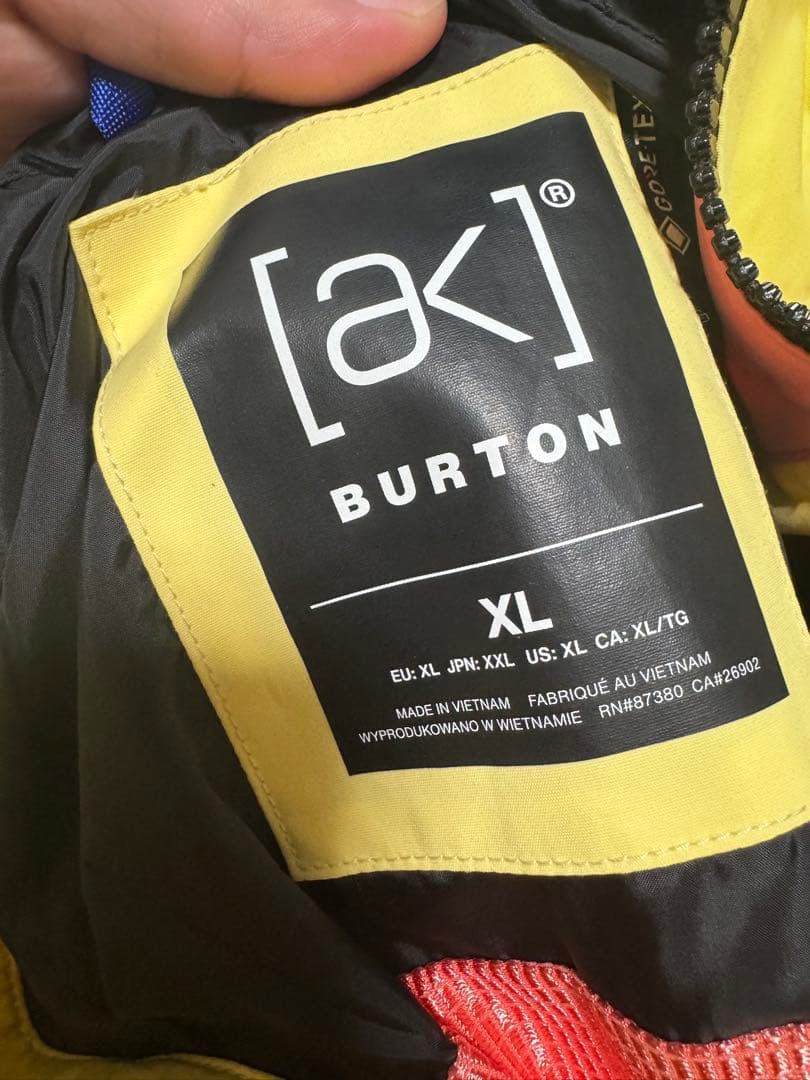 [ak]®
BURTON
XL
EU: XL JPN: XXL US: XL CA: XL/TG
MADE IN VIETNAM FABRIQUÉ AU VIETNAM
WYPRODUKOWANO W WIETNAMIE RN#87380 CA#26902
GORE-TEX